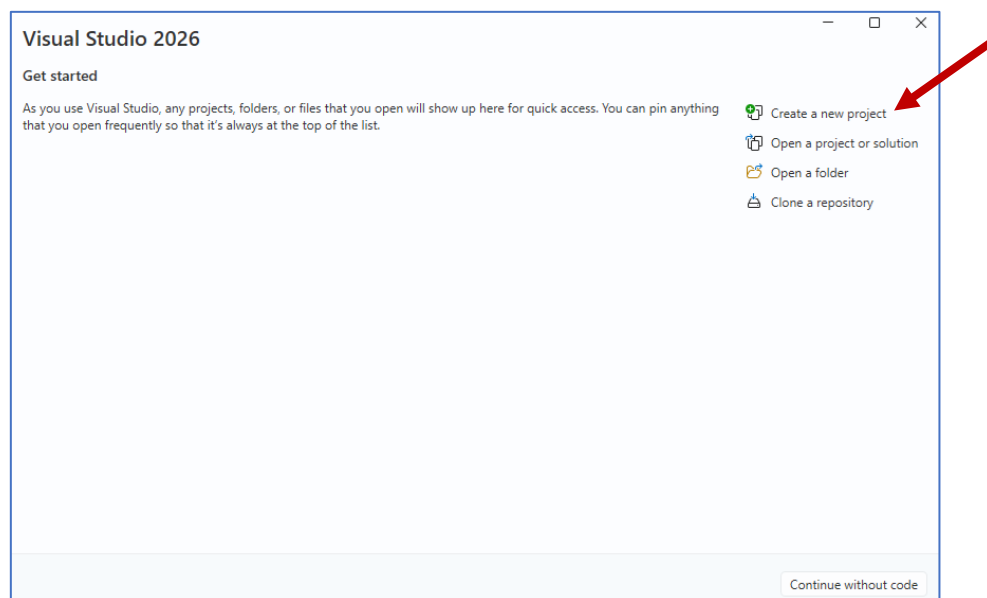 Visual Studio 2026
Get started
As you use Visual Studio, any projects, folders, or files that you open will show up here for quick access. You can pin anything
that you open frequently so that it's always at the top of the list.
Create a new project
Open a project or solution
Open a folder
Clone a repository
Continue without code